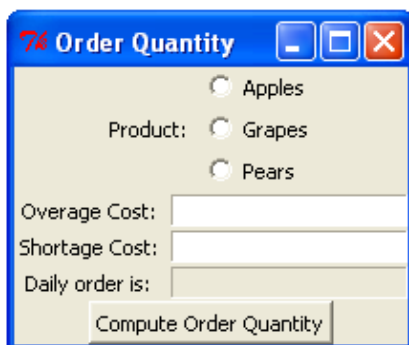 Order Quantity
Apples
Product: Grapes
Pears
Overage Cost:
Shortage Cost:
Daily order is:
Compute Order Quantity